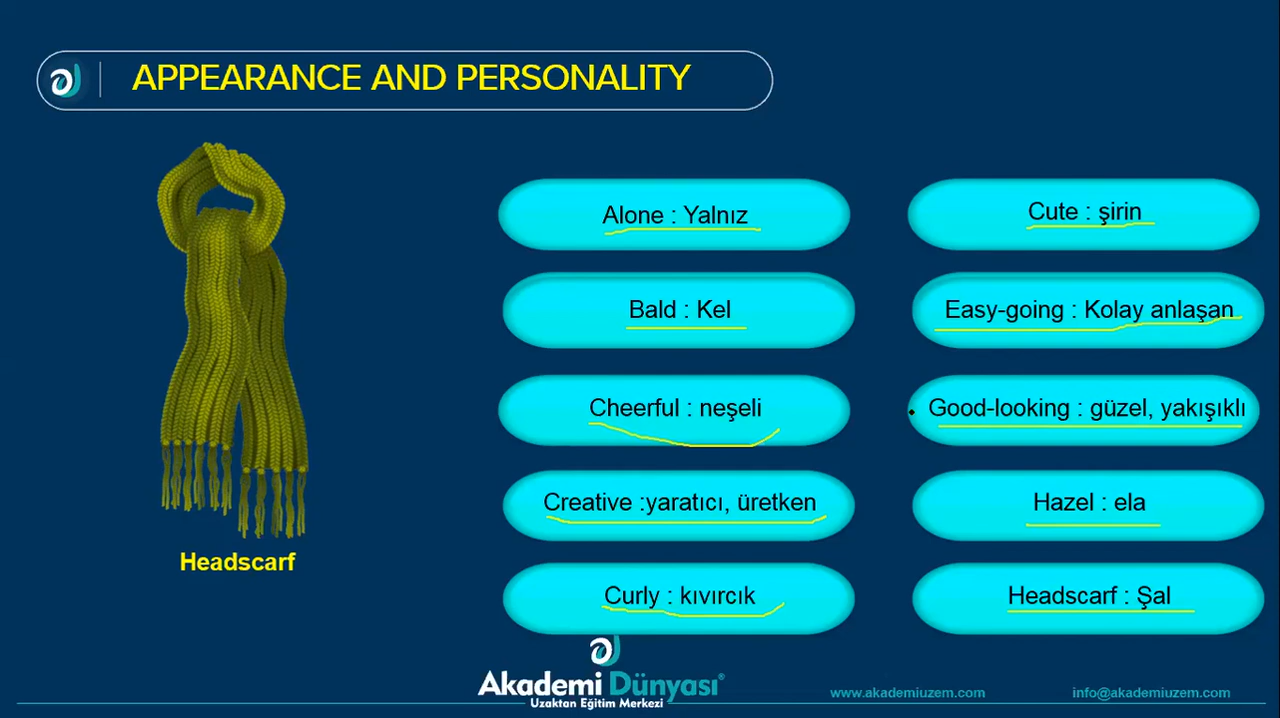 APPEARANCE AND PERSONALITY
Alone : Yalnız
Cute : şirin
Bald : Kel
Easy-going : Kolay anlaşan
Cheerful : neşeli
Good-looking : güzel, yakışıklı
Creative :yaratıcı, üretken
Hazel : ela
Curly : kıvırcık
Headscarf : Şal
Headscarf
Akademi Dünyası®
Uzaktan Eğitim Merkezi
www.akademiuzem.com
info@akademiuzem.com